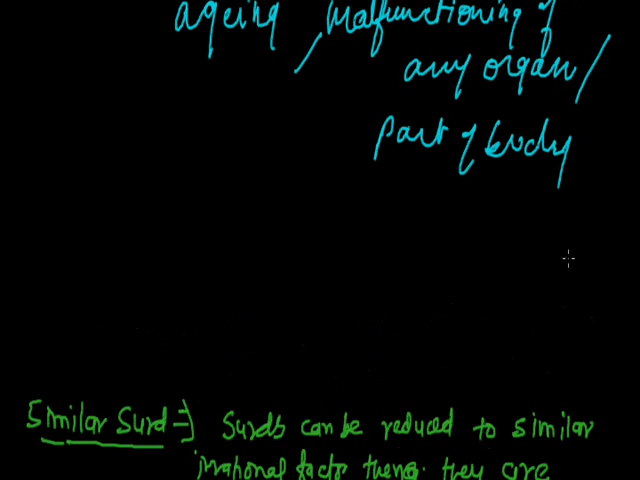 ageing, malfunctioning of
any organ/
part of body
Similar Surd → Surds can be reduced to similar
irrational factor then they are